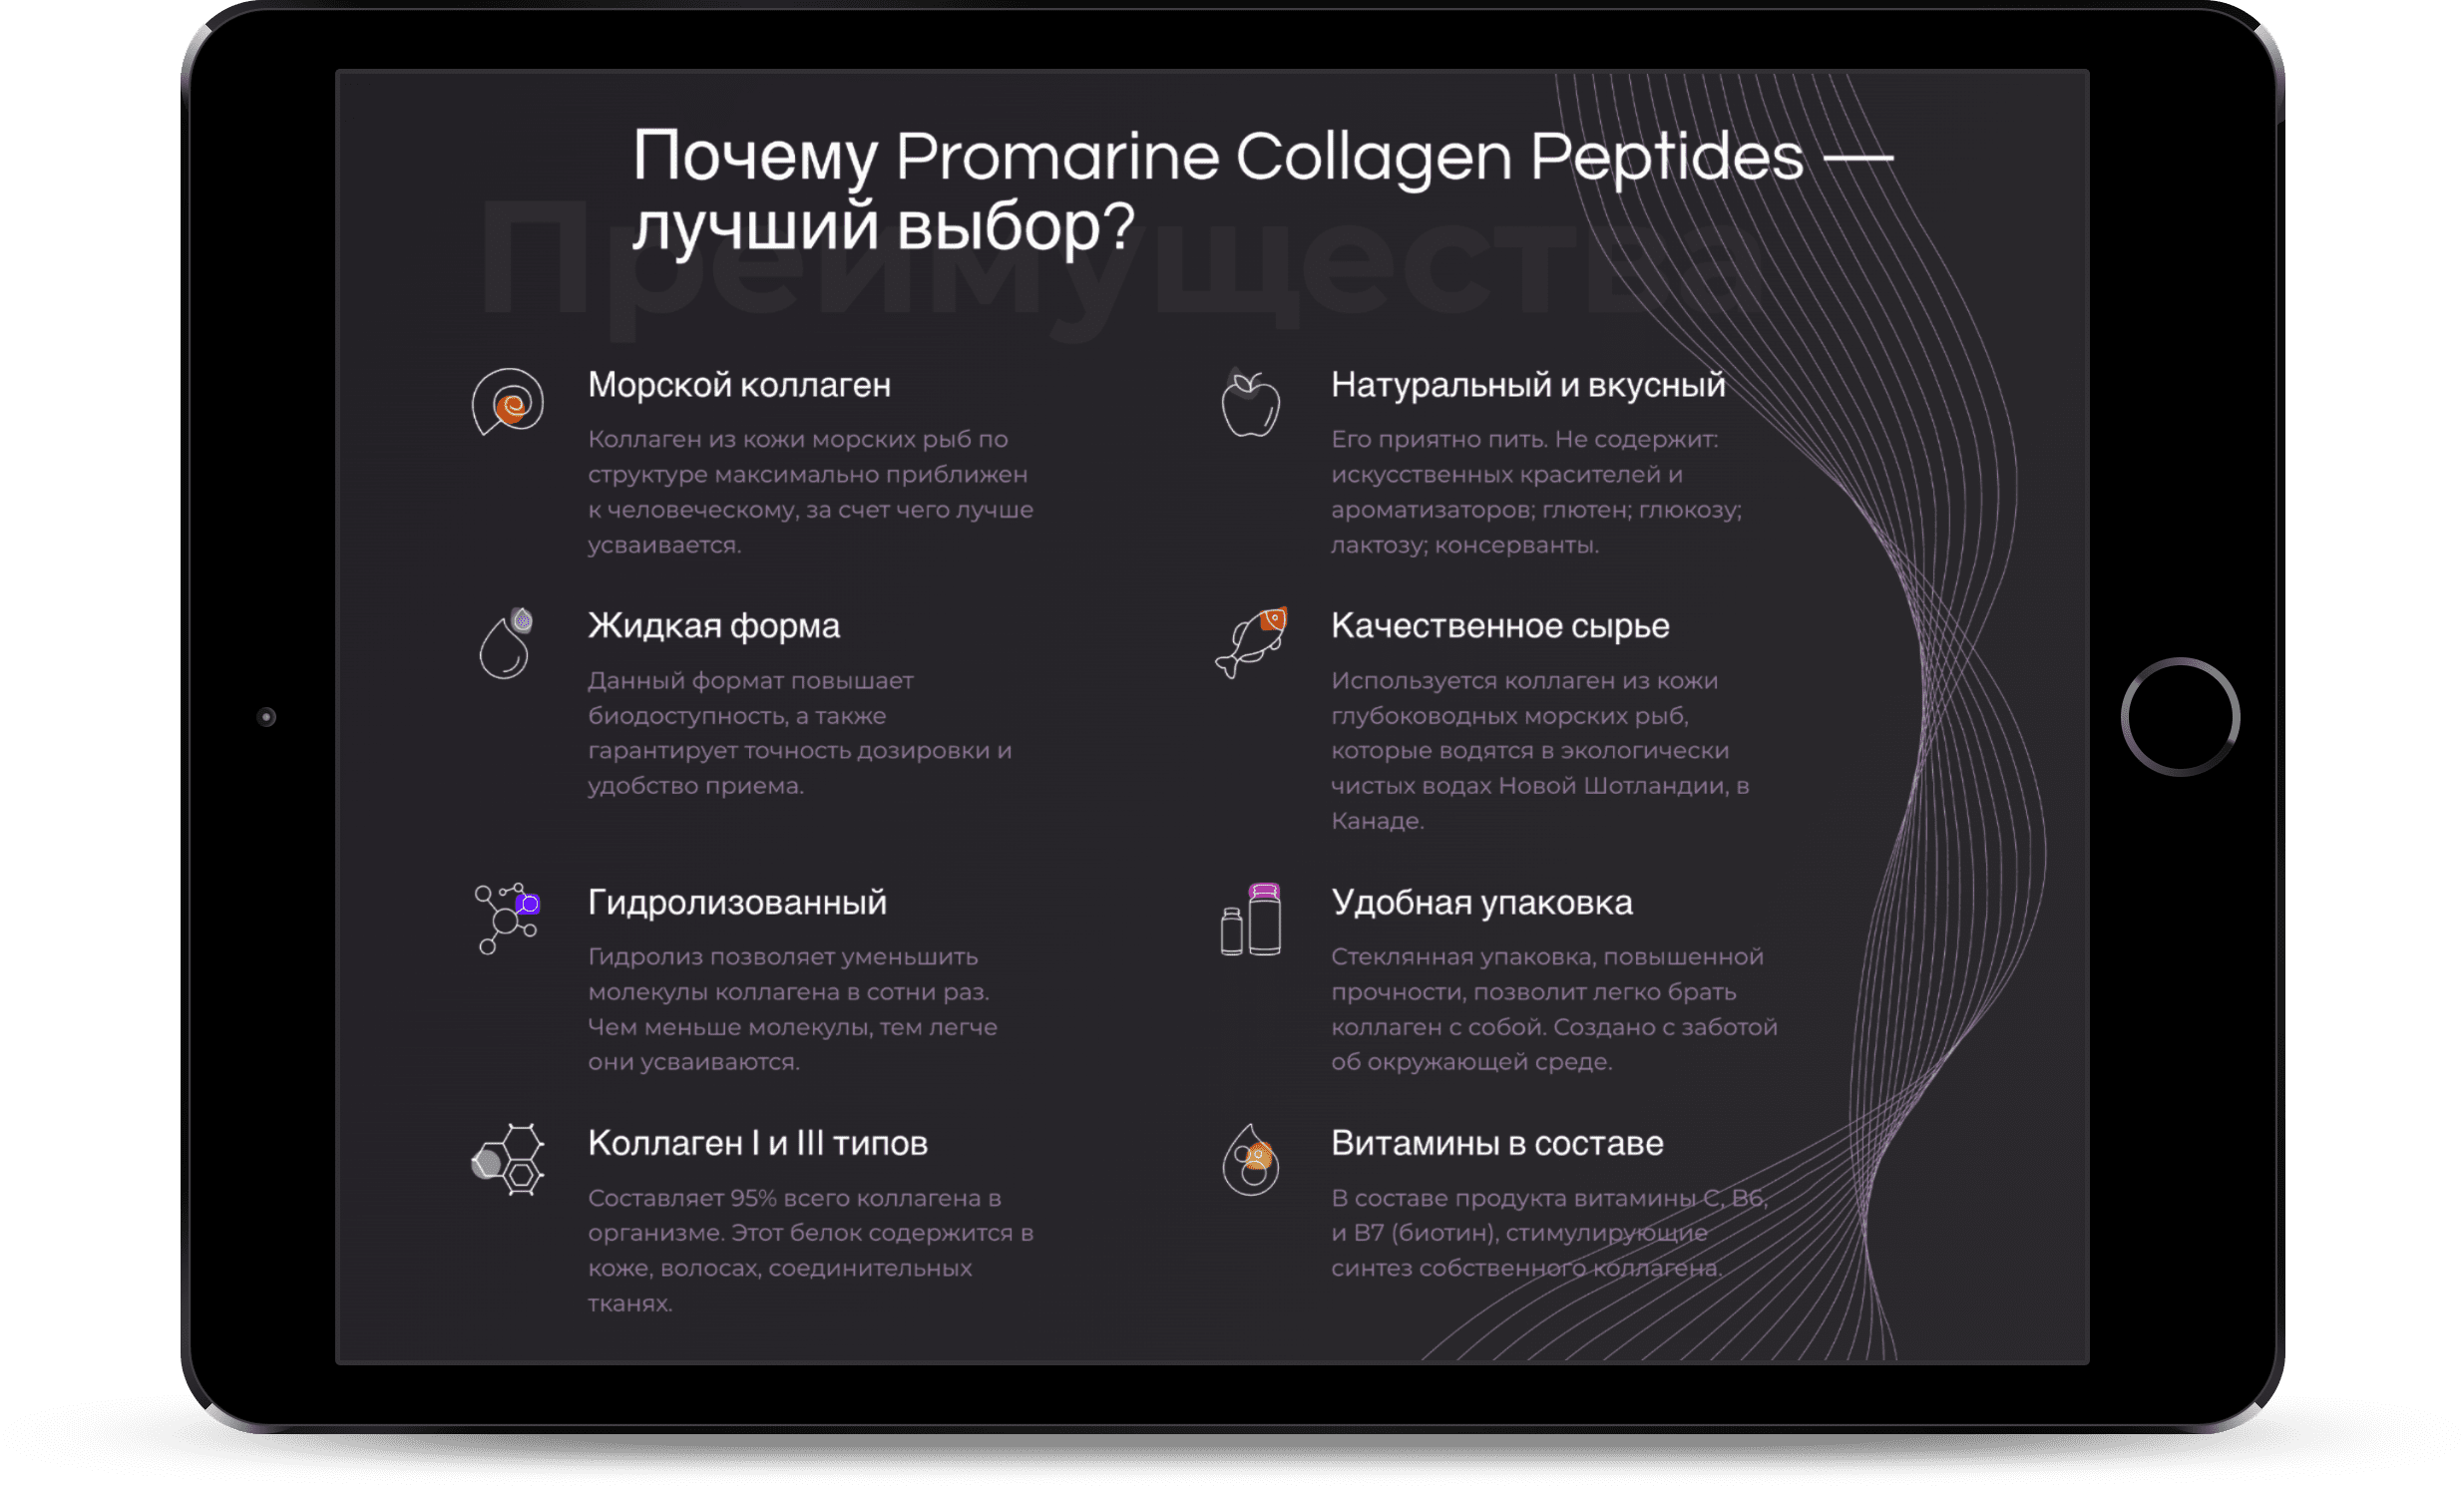 Почему Promarine Collagen Peptides —
лучший выбор?
Преимущества
Морской коллаген
Коллаген из кожи морских рыб по
структуре максимально приближен
к человеческому, за счет чего лучше
усваивается.
Натуральный и вкусный
Его приятно пить. Не содержит:
искусственных красителей и
ароматизаторов; глютен; глюкозу;
лактозу; консерванты.
Жидкая форма
Данный формат повышает
биодоступность, а также
гарантирует точность дозировки и
удобство приема.
Качественное сырье
Используется коллаген из кожи
глубоководных морских рыб,
которые водятся в экологически
чистых водах Новой Шотландии, в
Канаде.
Гидролизованный
Гидролиз позволяет уменьшить
молекулы коллагена в сотни раз.
Чем меньше молекулы, тем легче
они усваиваются.
Удобная упаковка
Стеклянная упаковка, повышенной
прочности, позволит легко брать
коллаген с собой. Создано с заботой
об окружающей среде.
Коллаген I и III типов
Составляет 95% всего коллагена в
организме. Этот белок содержится в
коже, волосах, соединительных
тканях.
Витамины в составе
В составе продукта витамины С, В6,
и В7 (биотин), стимулирующие
синтез собственного коллагена.